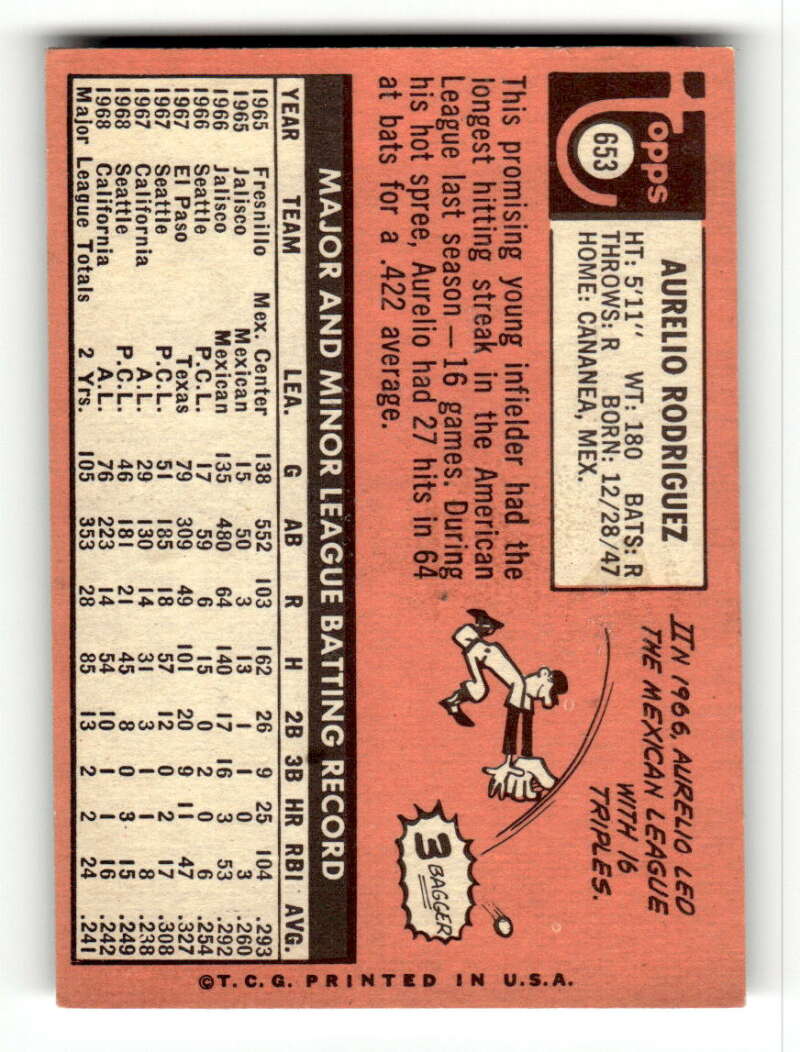 Topps
653
AURELIO RODRIGUEZ
HT: 5'11" WT: 180 BATS: R
THROWS: R BORN: 12/28/47
HOME: CANANEA, MEX.
This promising young infielder had the
longest hitting streak in the American
League last season — 16 games. During
his hot spree, Aurelio had 27 hits in 64
at bats for a .422 average.
IIN 1966, AURELIO LED
THE MEXICAN LEAGUE
WITH 16
TRIPLES.
3
BAGGER
MAJOR AND MINOR LEAGUE BATTING RECORD
YEAR TEAM LEA. G AB R H 2B 3B HR RBI AVG.
1965 Fresnillo Mex. Center 138 552 103 162 26 9 25 104 .293
1965 Jalisco Mexican 15 50 3 13 1 1 0 3 .260
1966 Jalisco Mexican 135 480 64 140 17 16 3 53 .292
1966 Seattle P.C.L. 17 59 6 15 0 2 0 6 .254
1967 El Paso Texas 79 309 49 101 20 9 11 47 .327
1967 Seattle P.C.L. 51 185 18 57 12 0 2 17 .308
1967 California A.L. 29 130 14 31 3 1 1 8 .238
1968 Seattle P.C.L. 46 181 21 45 8 0 3 15 .249
1968 California A.L. 76 223 14 54 10 1 1 16 .242
Major League Totals 2 Yrs. 105 353 28 85 13 2 2 24 .241
©T.C.G. PRINTED IN U.S.A.